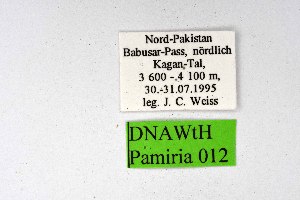 Nord-Pakistan
Babusar-Pass, nördlich
Kagan-Tal,
3 600 - 4 100 m,
30.-31.07.1995
leg. J. C. Weiss
DNAWtH
Pamiria 012